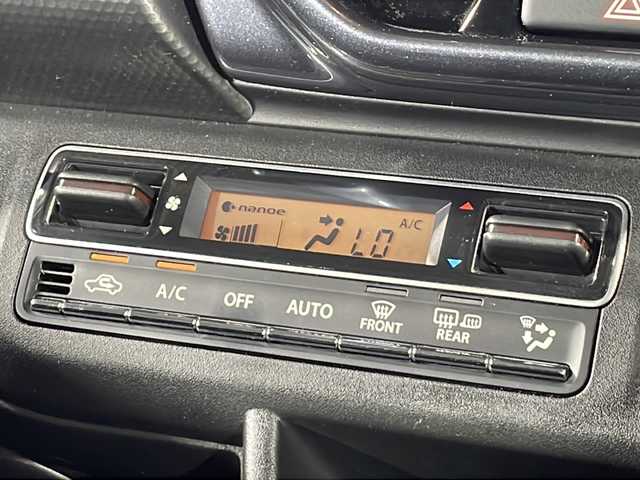 nanoe
A/C
LO
A/C OFF AUTO FRONT REAR